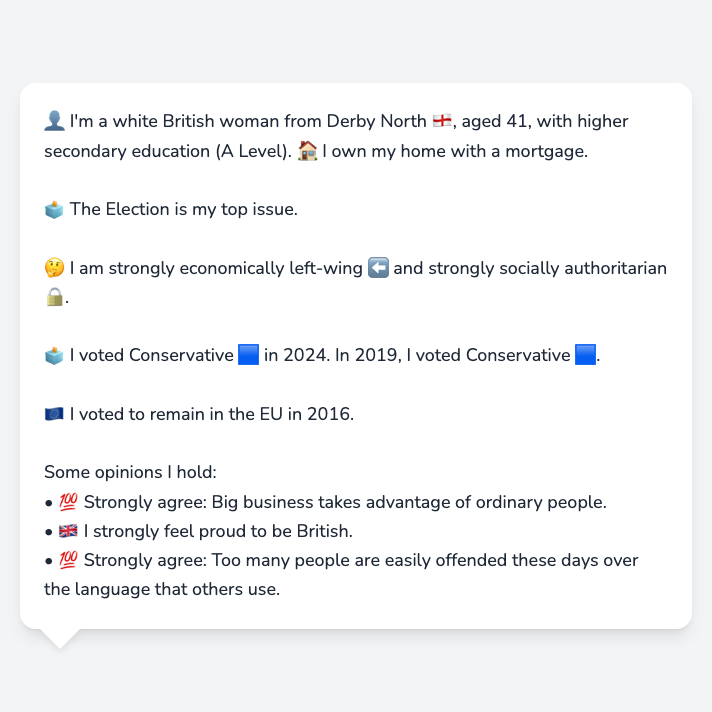 👤 I'm a white British woman from Derby North 🏴󠁧󠁢󠁥󠁮󠁧󠁿, aged 41, with higher
secondary education (A Level). 🏠 I own my home with a mortgage.
🗳️ The Election is my top issue.
🤔 I am strongly economically left-wing ⬅️ and strongly socially authoritarian
🔒.
🗳️ I voted Conservative 🟦 in 2024. In 2019, I voted Conservative 🟦.
🇪🇺 I voted to remain in the EU in 2016.
Some opinions I hold:
• 💯 Strongly agree: Big business takes advantage of ordinary people.
• 🇬🇧 I strongly feel proud to be British.
• 💯 Strongly agree: Too many people are easily offended these days over
the language that others use.